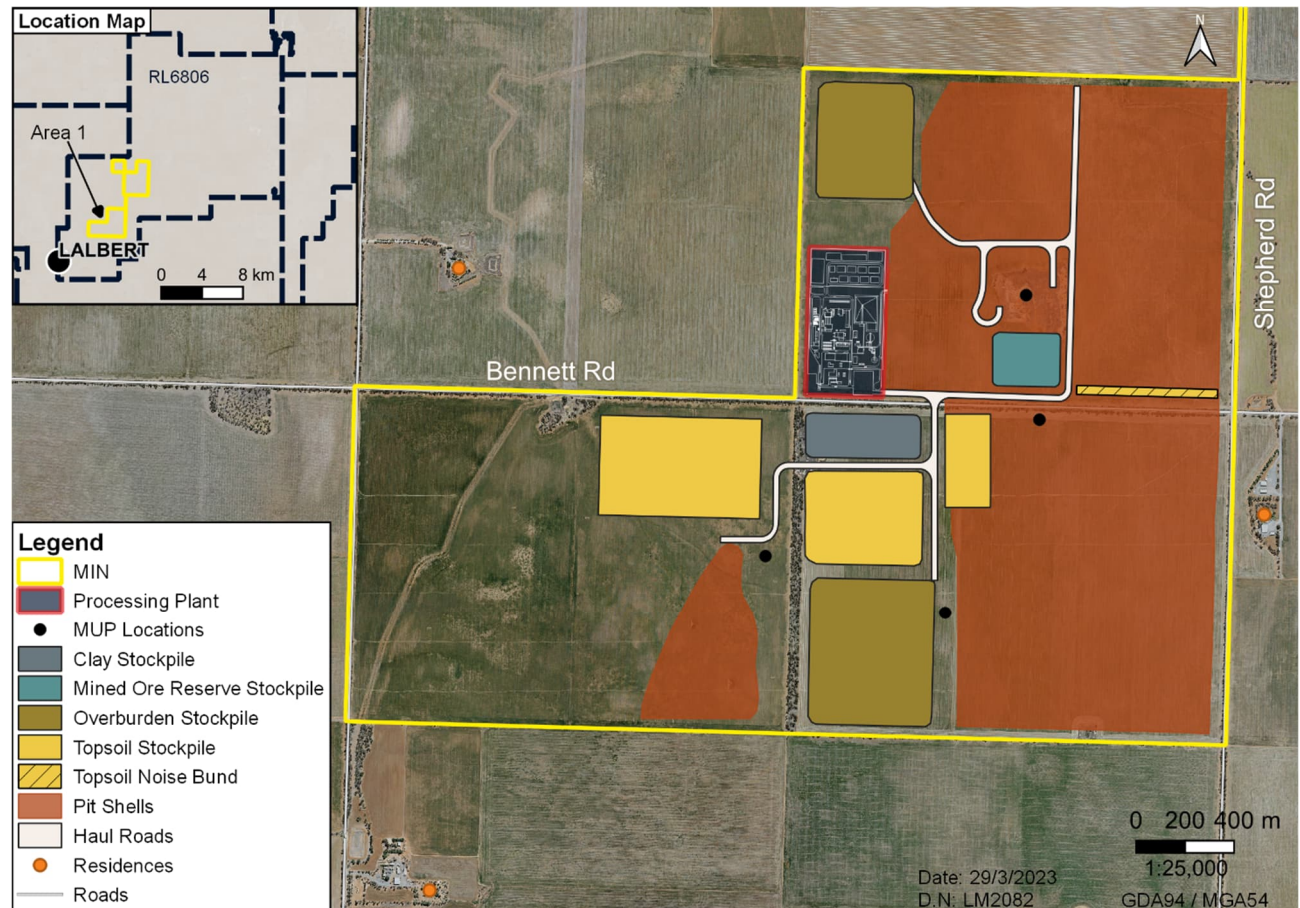 Location Map
RL6806
Area 1
LALBERT
0 4 8 km
N
Shepherd Rd
Bennett Rd
Legend
MIN
Processing Plant
MUP Locations
Clay Stockpile
Mined Ore Reserve Stockpile
Overburden Stockpile
Topsoil Stockpile
Topsoil Noise Bund
Pit Shells
Haul Roads
Residences
Roads
0 200 400 m
1:25,000
Date: 29/3/2023
D.N: LM2082 GDA94 / MGA54